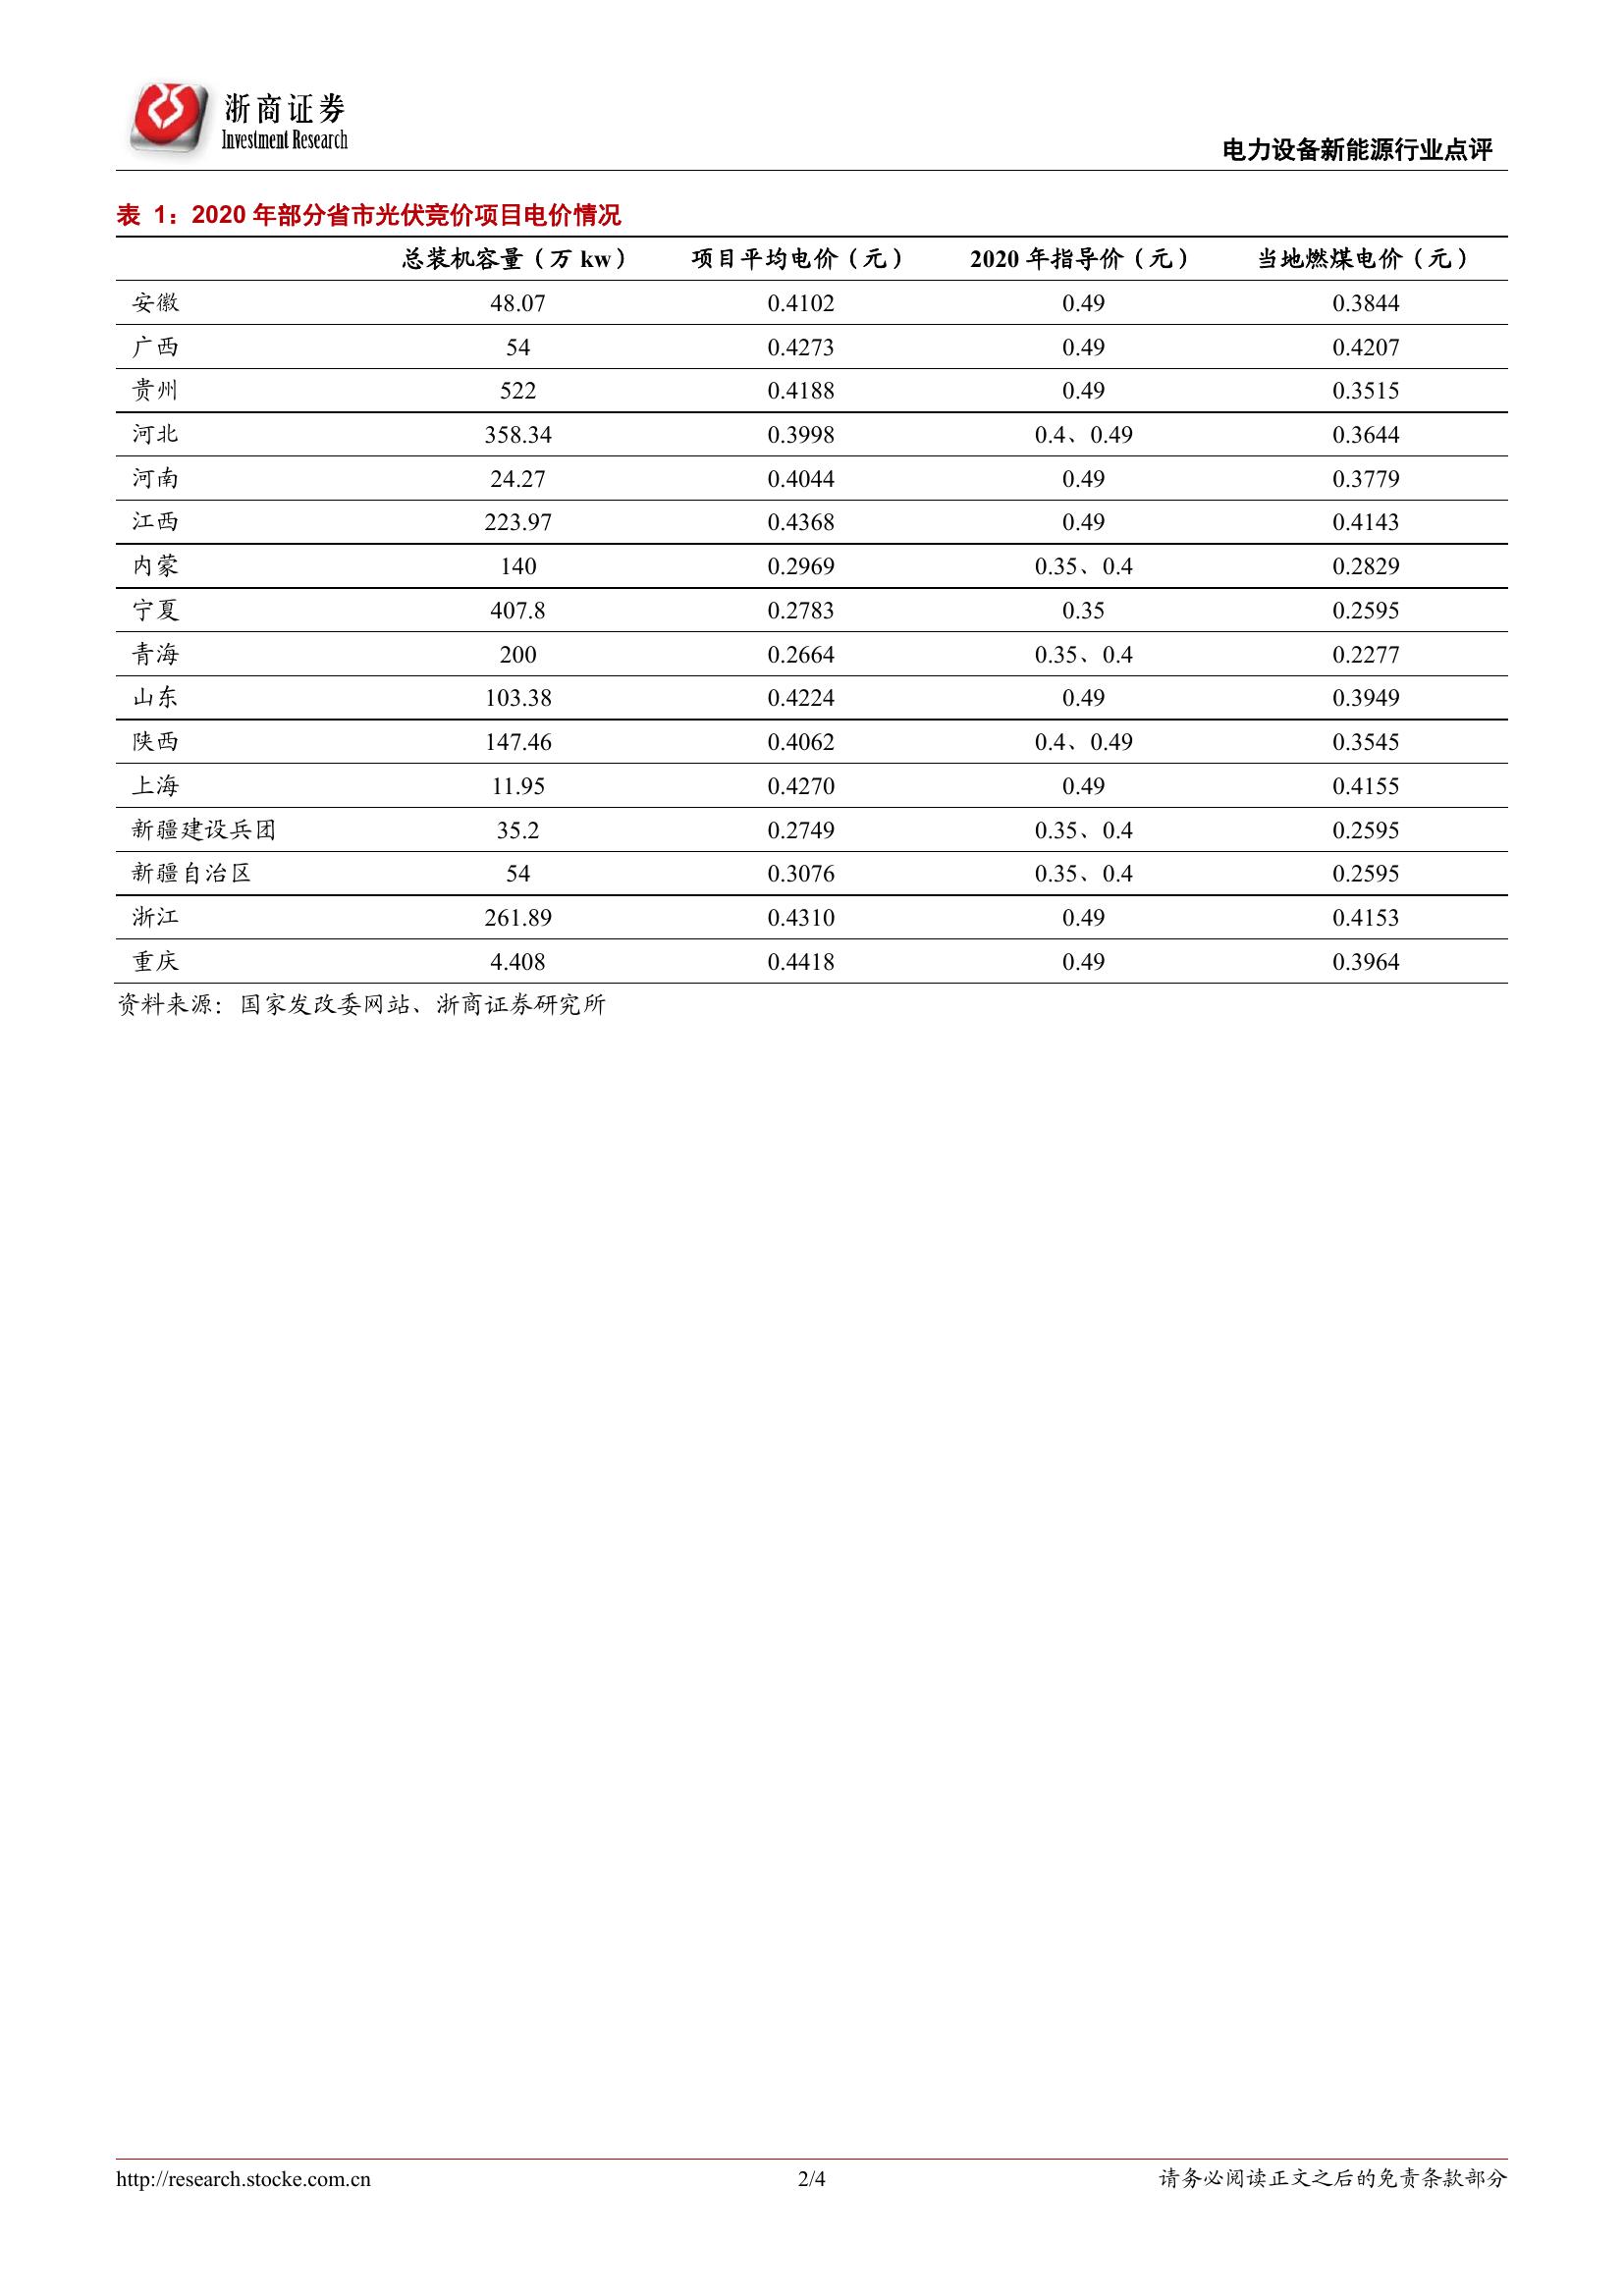 浙商证券
Investment Research
电力设备新能源行业点评
表 1：2020 年部分省市光伏竞价项目电价情况
总装机容量（万 kw） 项目平均电价（元） 2020 年指导价（元） 当地燃煤电价（元）
安徽 48.07 0.4102 0.49 0.3844
广西 54 0.4273 0.49 0.4207
贵州 522 0.4188 0.49 0.3515
河北 358.34 0.3998 0.4、0.49 0.3644
河南 24.27 0.4044 0.49 0.3779
江西 223.97 0.4368 0.49 0.4143
内蒙 140 0.2969 0.35、0.4 0.2829
宁夏 407.8 0.2783 0.35 0.2595
青海 200 0.2664 0.35、0.4 0.2277
山东 103.38 0.4224 0.49 0.3949
陕西 147.46 0.4062 0.4、0.49 0.3545
上海 11.95 0.4270 0.49 0.4155
新疆建设兵团 35.2 0.2749 0.35、0.4 0.2595
新疆自治区 54 0.3076 0.35、0.4 0.2595
浙江 261.89 0.4310 0.49 0.4153
重庆 4.408 0.4418 0.49 0.3964
资料来源：国家发改委网站、浙商证券研究所
http://research.stocke.com.cn 2/4 请务必阅读正文之后的免责条款部分